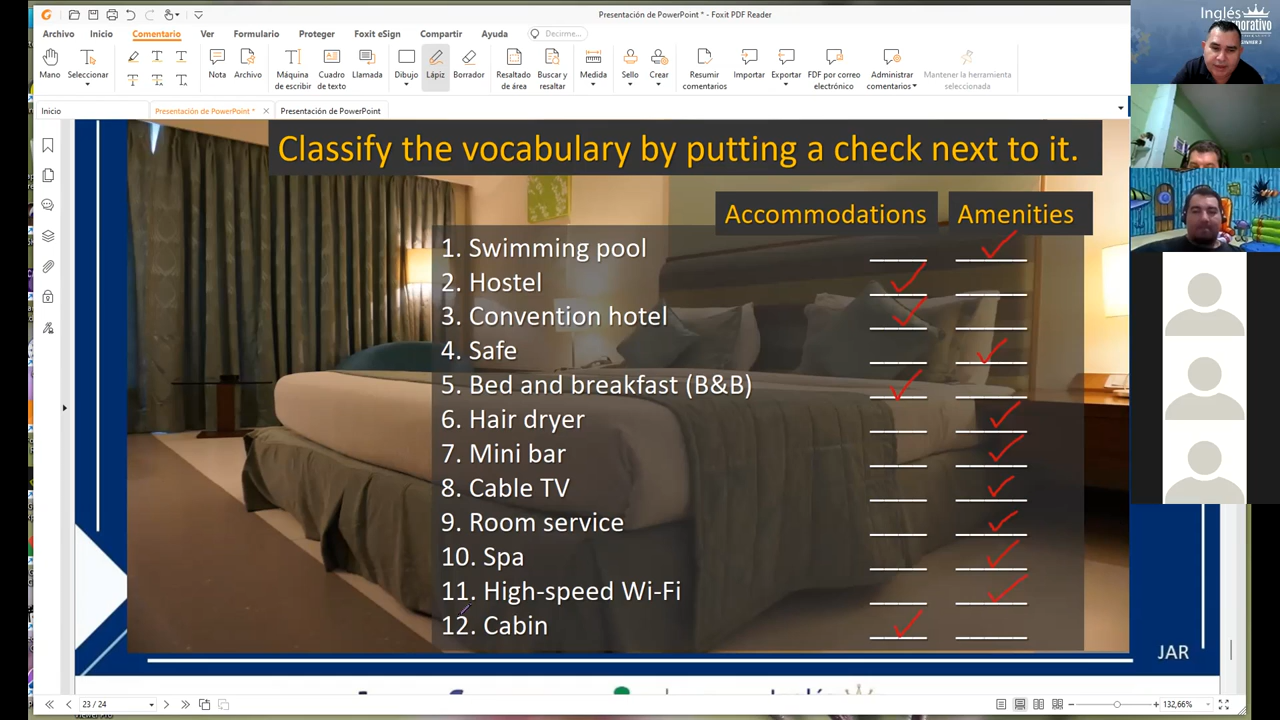 Presentación de PowerPoint * - Foxit PDF Reader
Archivo Inicio Comentario Ver Formulario Proteger Foxit eSign Compartir Ayuda Decirme...
Mano Seleccionar Nota Archivo Máquina de escribir Cuadro de texto Llamada Dibujo Lápiz Borrador Resaltado de área Buscar y resaltar Medida Sello Crear Resumir comentarios Importar Exportar FDF por correo electrónico Administrar comentarios Mantener la herramienta seleccionada
Inicio Presentación de PowerPoint * Presentación de PowerPoint
Inglés
Classify the vocabulary by putting a check next to it.
Accommodations Amenities
1. Swimming pool
2. Hostel
3. Convention hotel
4. Safe
5. Bed and breakfast (B&B)
6. Hair dryer
7. Mini bar
8. Cable TV
9. Room service
10. Spa
11. High-speed Wi-Fi
12. Cabin
JAR
23 / 24
132,66%